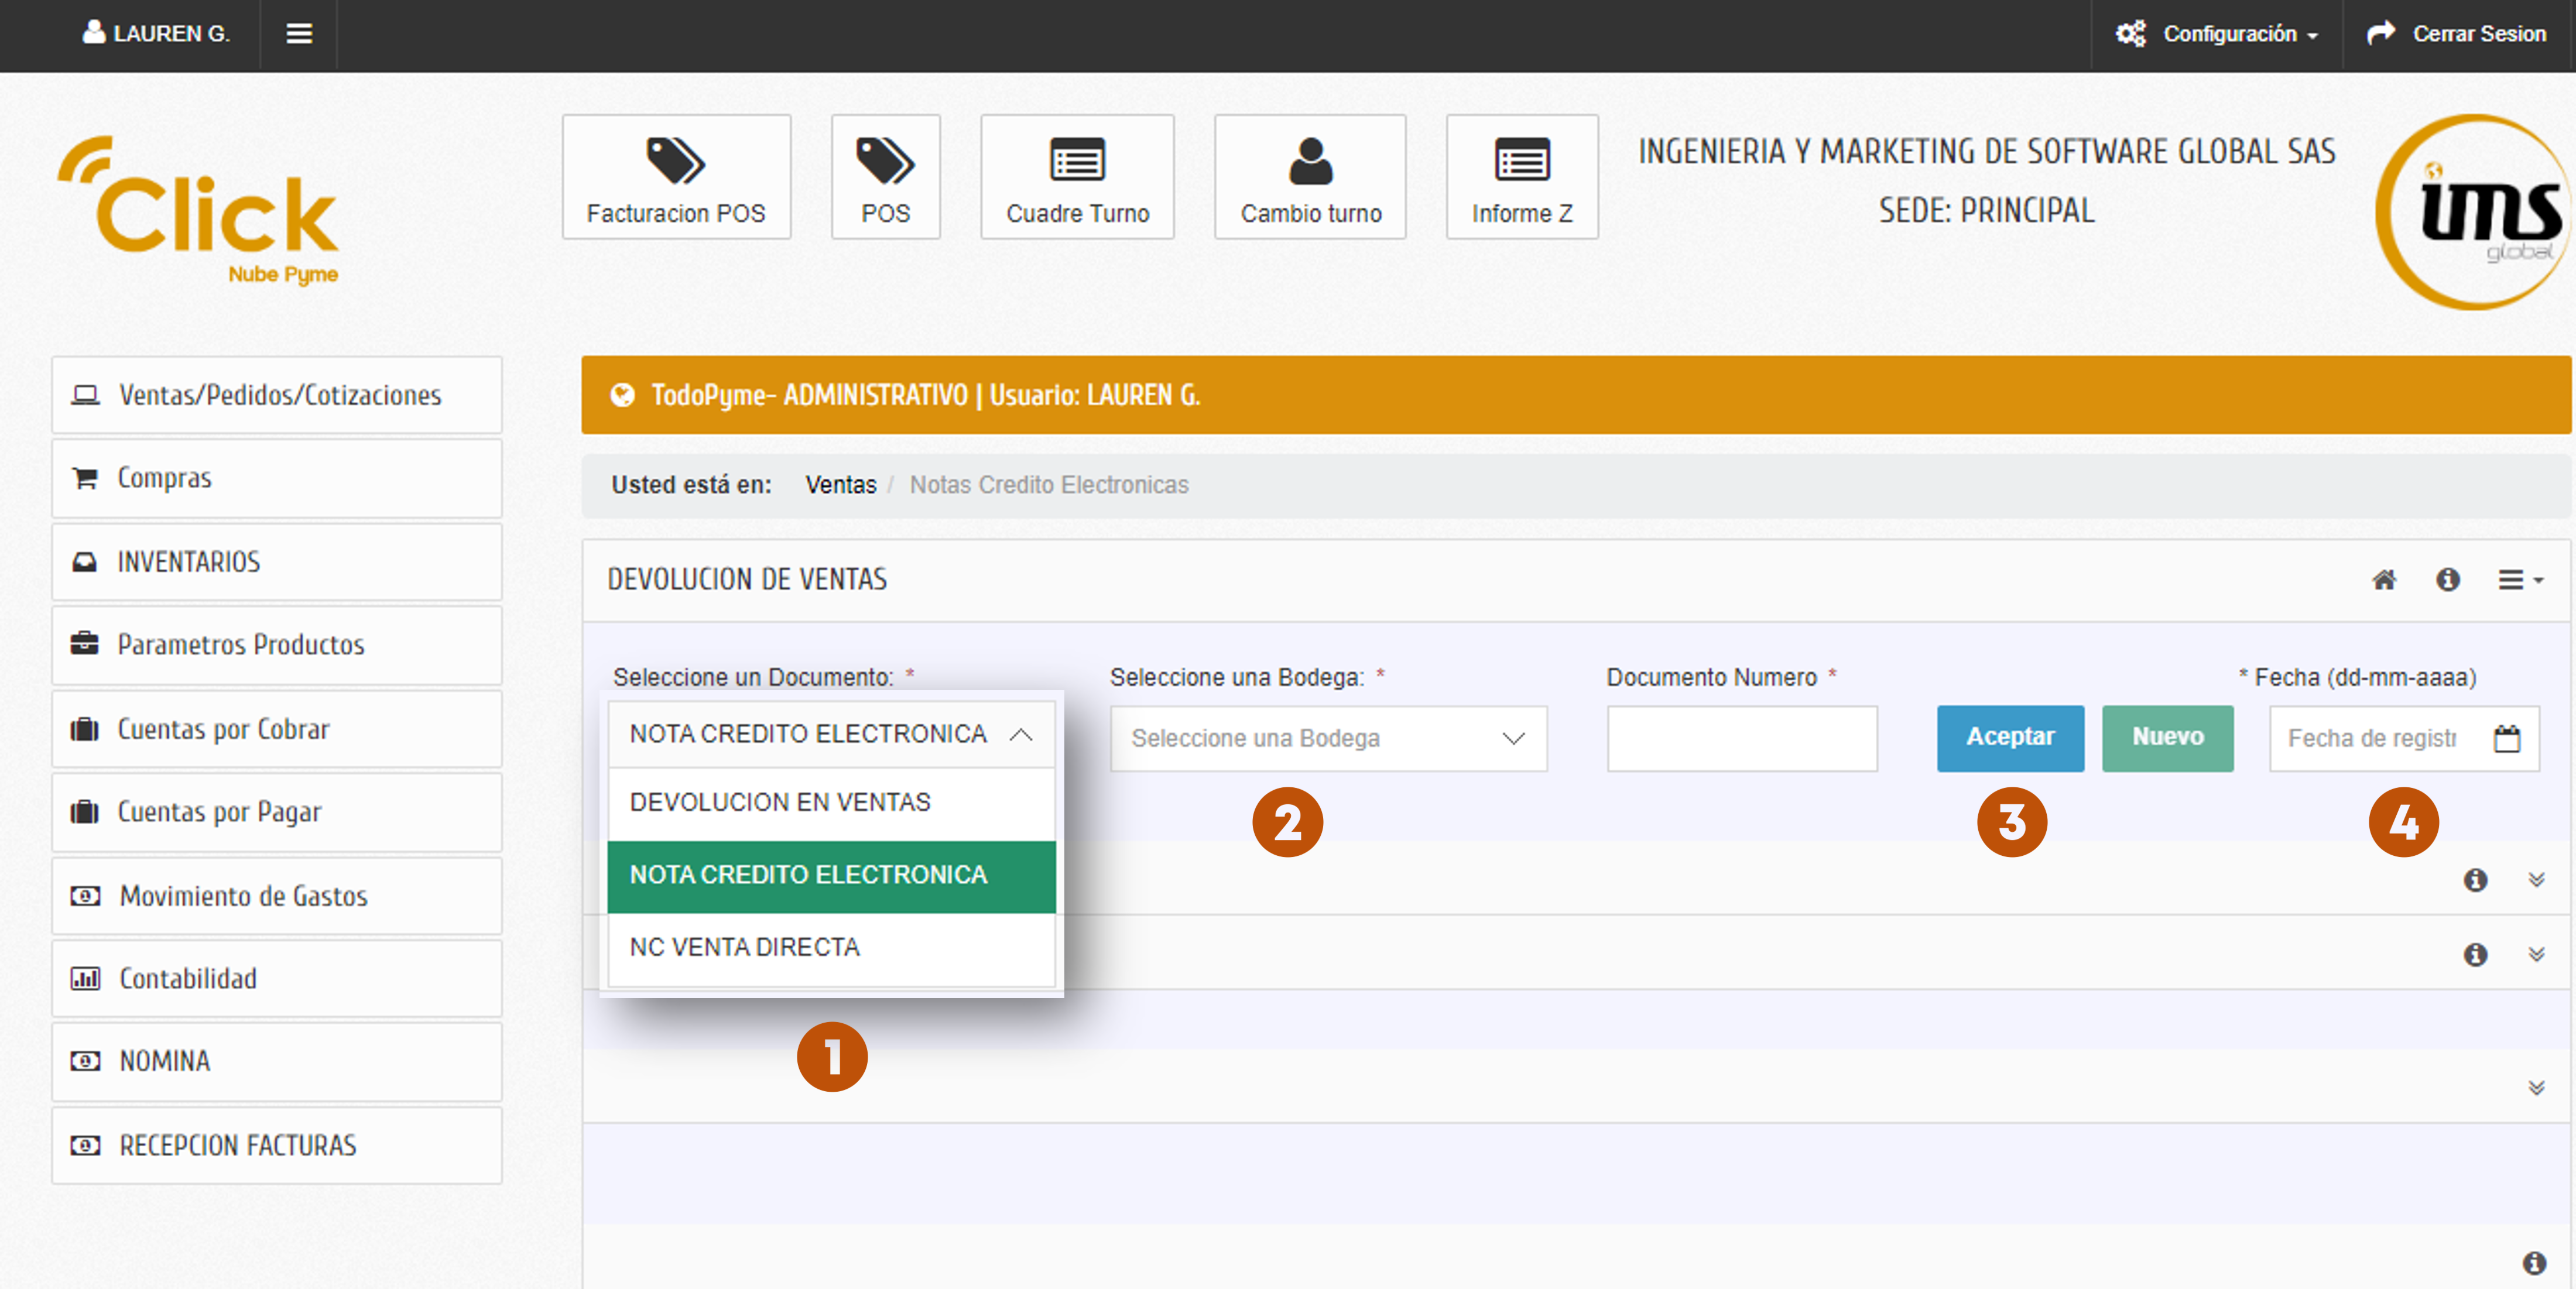 LAUREN G.
Configuración
Cerrar Sesion
Click
Nube Pyme
Facturacion POS
POS
Cuadre Turno
Cambio turno
Informe Z
INGENIERIA Y MARKETING DE SOFTWARE GLOBAL SAS
SEDE: PRINCIPAL
ims
global
Ventas/Pedidos/Cotizaciones
Compras
INVENTARIOS
Parametros Productos
Cuentas por Cobrar
Cuentas por Pagar
Movimiento de Gastos
Contabilidad
NOMINA
RECEPCION FACTURAS
TodoPyme- ADMINISTRATIVO | Usuario: LAUREN G.
Usted está en: Ventas / Notas Credito Electronicas
DEVOLUCION DE VENTAS
Seleccione un Documento: *
Seleccione una Bodega: *
Documento Numero *
* Fecha (dd-mm-aaaa)
NOTA CREDITO ELECTRONICA
Seleccione una Bodega
Aceptar
Nuevo
Fecha de registr
DEVOLUCION EN VENTAS
NOTA CREDITO ELECTRONICA
NC VENTA DIRECTA
2
3
4
1